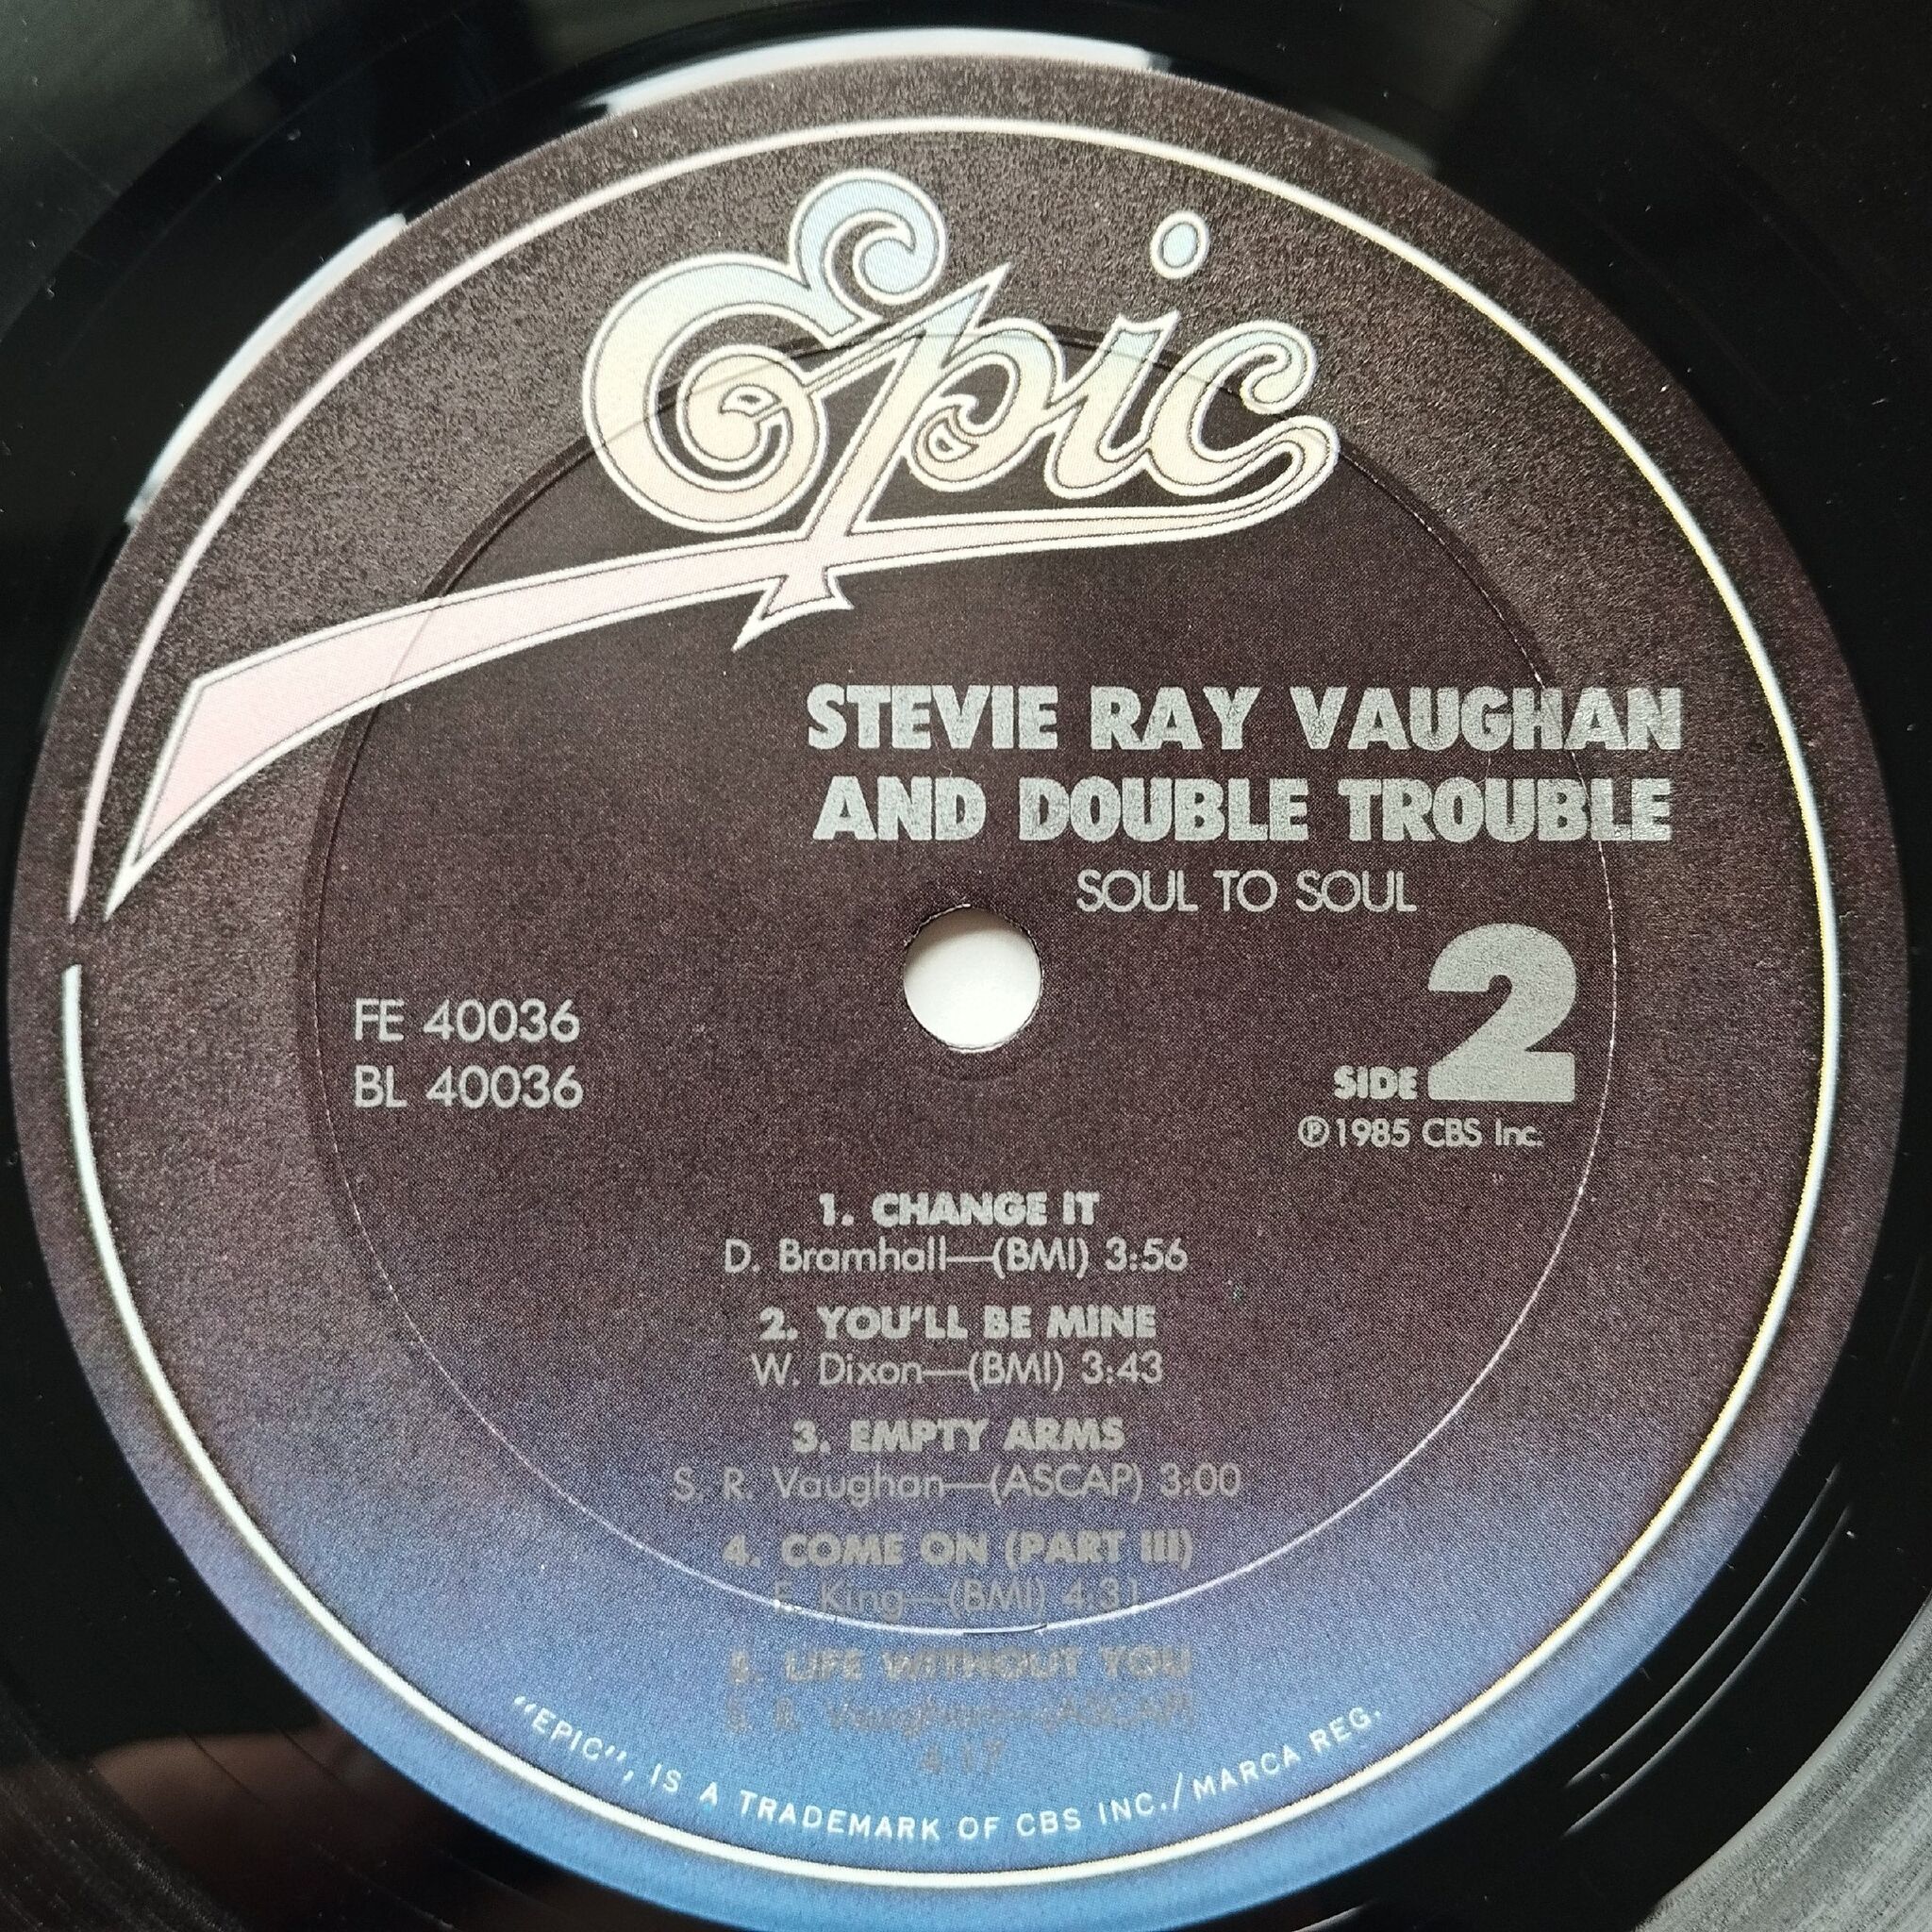 Epic
STEVIE RAY VAUGHAN
AND DOUBLE TROUBLE
SOUL TO SOUL
FE 40036
BL 40036
SIDE 2
℗1985 CBS Inc.
1. CHANGE IT
D. Bramhall—(BMI) 3:56
2. YOU'LL BE MINE
W. Dixon—(BMI) 3:43
3. EMPTY ARMS
S. R. Vaughan—(ASCAP) 3:00
4. COME ON (PART III)
E. King—(BMI) 4:31
5. LIFE WITHOUT YOU
S. R. Vaughan—(ASCAP)
4:17
"EPIC", IS A TRADEMARK OF CBS INC./MARCA REG.